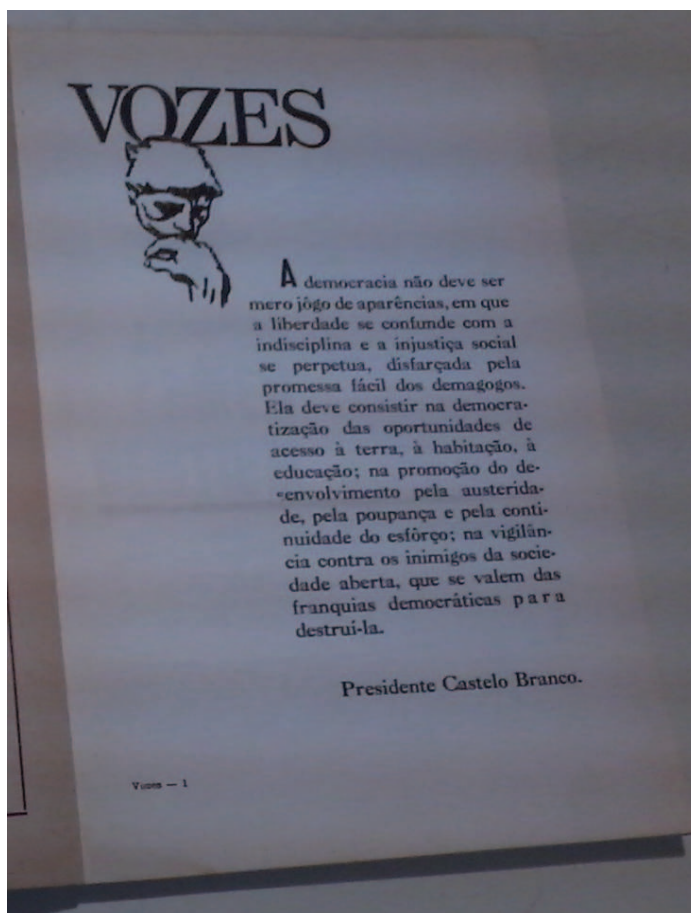 VOZES
A democracia não deve ser
mero jôgo de aparências, em que
a liberdade se confunde com a
indisciplina e a injustiça social
se perpetua, disfarçada pela
promessa fácil dos demagogos.
Ela deve consistir na democra-
tização das oportunidades de
acesso à terra, à habitação, à
educação; na promoção do de-
senvolvimento pela austerida-
de, pela poupança e pela conti-
nuidade do esfôrço; na vigilân-
cia contra os inimigos da socie-
dade aberta, que se valem das
franquias democráticas para
destruí-la.
Presidente Castelo Branco.
Vozes — 1